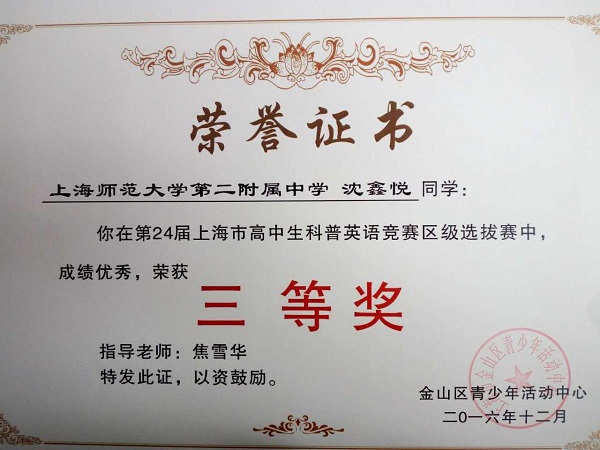 荣誉证书
上海师范大学第二附属中学 沈鑫悦 同学：
你在第24届上海市高中生科普英语竞赛区级选拔赛中，
成绩优秀，荣获
三等奖
指导老师：焦雪华
特发此证，以资鼓励。
金山区青少年活动中心
二〇一六年十二月